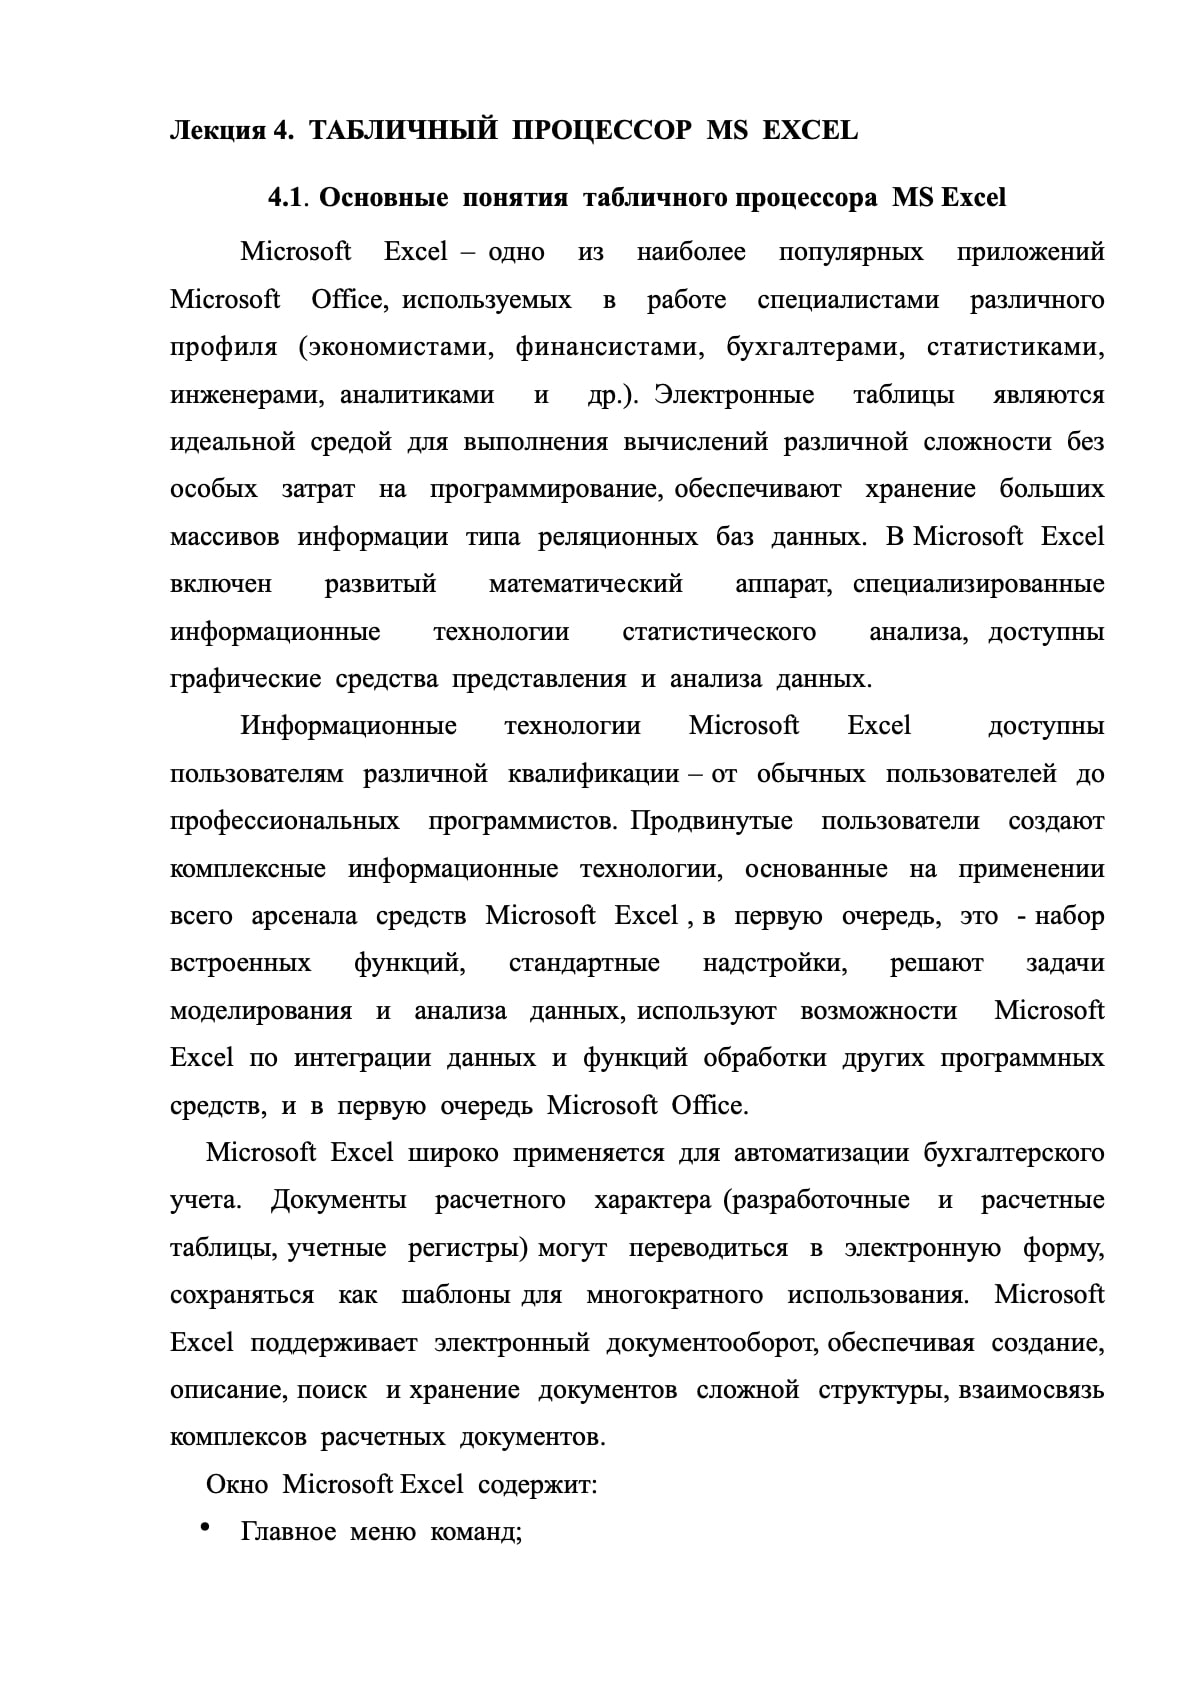 Лекция 4. ТАБЛИЧНЫЙ ПРОЦЕССОР MS EXCEL
4.1. Основные понятия табличного процессора MS Excel
Microsoft Excel – одно из наиболее популярных приложений
Microsoft Office, используемых в работе специалистами различного
профиля (экономистами, финансистами, бухгалтерами, статистиками,
инженерами, аналитиками и др.). Электронные таблицы являются
идеальной средой для выполнения вычислений различной сложности без
особых затрат на программирование, обеспечивают хранение больших
массивов информации типа реляционных баз данных. В Microsoft Excel
включен развитый математический аппарат, специализированные
информационные технологии статистического анализа, доступны
графические средства представления и анализа данных.
Информационные технологии Microsoft Excel доступны
пользователям различной квалификации – от обычных пользователей до
профессиональных программистов. Продвинутые пользователи создают
комплексные информационные технологии, основанные на применении
всего арсенала средств Microsoft Excel , в первую очередь, это - набор
встроенных функций, стандартные надстройки, решают задачи
моделирования и анализа данных, используют возможности Microsoft
Excel по интеграции данных и функций обработки других программных
средств, и в первую очередь Microsoft Office.
Microsoft Excel широко применяется для автоматизации бухгалтерского
учета. Документы расчетного характера (разработочные и расчетные
таблицы, учетные регистры) могут переводиться в электронную форму,
сохраняться как шаблоны для многократного использования. Microsoft
Excel поддерживает электронный документооборот, обеспечивая создание,
описание, поиск и хранение документов сложной структуры, взаимосвязь
комплексов расчетных документов.
Окно Microsoft Excel содержит:
• Главное меню команд;